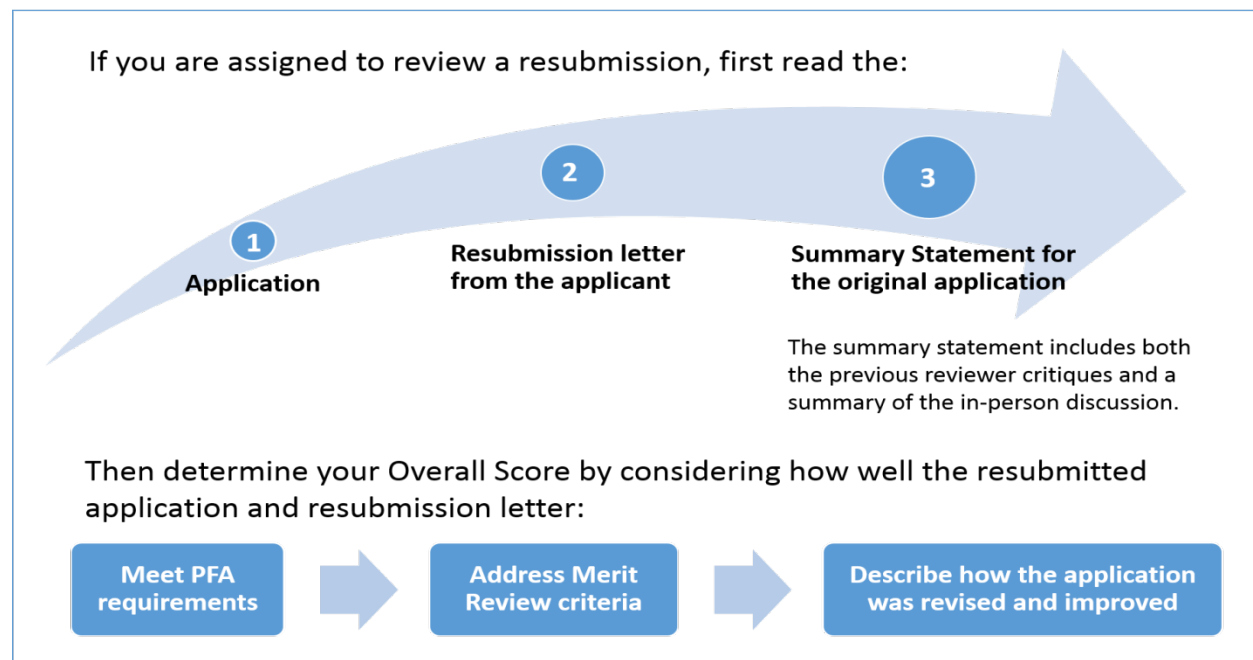 If you are assigned to review a resubmission, first read the:
1
Application
2
Resubmission letter
from the applicant
3
Summary Statement for
the original application
The summary statement includes both
the previous reviewer critiques and a
summary of the in-person discussion.
Then determine your Overall Score by considering how well the resubmitted
application and resubmission letter:
Meet PFA
requirements
Address Merit
Review criteria
Describe how the application
was revised and improved